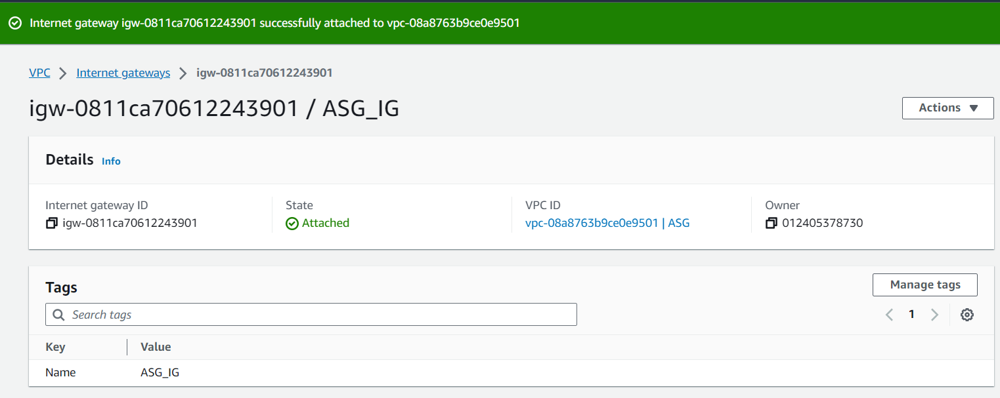 Internet gateway igw-0811ca70612243901 successfully attached to vpc-08a8763b9ce0e9501
VPC Internet gateways igw-0811ca70612243901
igw-0811ca70612243901 / ASG_IG
Actions
Details Info
Internet gateway ID State VPC ID Owner
igw-0811ca70612243901 Attached vpc-08a8763b9ce0e9501 | ASG 012405378730
Tags
Manage tags
Search tags
1
Key Value
Name ASG_IG